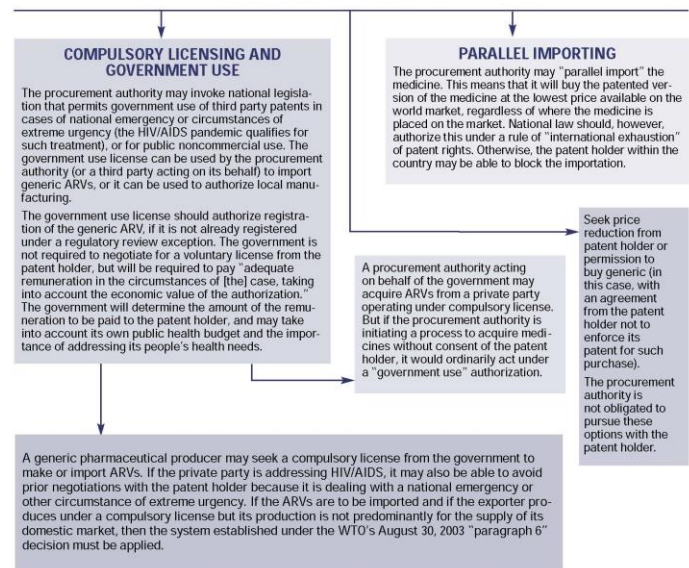 COMPULSORY LICENSING AND
GOVERNMENT USE
The procurement authority may invoke national legisla-
tion that permits government use of third party patents in
cases of national emergency or circumstances of
extreme urgency (the HIV/AIDS pandemic qualifies for
such treatment), or for public noncommercial use. The
government use license can be used by the procurement
authority (or a third party acting on its behalf) to import
generic ARVs, or it can be used to authorize local manu-
facturing.
The government use license should authorize registra-
tion of the generic ARV, if it is not already registered
under a regulatory review exception. The government is
not required to negotiate for a voluntary license from the
patent holder, but will be required to pay "adequate
remuneration in the circumstances of [the] case, taking
into account the economic value of the authorization."
The government will determine the amount of the remu-
neration to be paid to the patent holder, and may take
into account its own public health budget and the impor-
tance of addressing its people's health needs.
PARALLEL IMPORTING
The procurement authority may "parallel import" the
medicine. This means that it will buy the patented ver-
sion of the medicine at the lowest price available on the
world market, regardless of where the medicine is
placed on the market. National law should, however,
authorize this under a rule of "international exhaustion"
of patent rights. Otherwise, the patent holder within the
country may be able to block the importation.
A procurement authority acting
on behalf of the government may
acquire ARVs from a private party
operating under compulsory license.
But if the procurement authority is
initiating a process to acquire medi-
cines without consent of the patent
holder, it would ordinarily act under
a "government use" authorization.
Seek price
reduction from
patent holder or
permission to
buy generic (in
this case, with
an agreement
from the patent
holder not to
enforce its
patent for such
purchase).
The procurement
authority is
not obligated to
pursue these
options with the
patent holder.
A generic pharmaceutical producer may seek a compulsory license from the government to
make or import ARVs. If the private party is addressing HIV/AIDS, it may also be able to avoid
prior negotiations with the patent holder because it is dealing with a national emergency or
other circumstance of extreme urgency. If the ARVs are to be imported and if the exporter pro-
duces under a compulsory license but its production is not predominantly for the supply of its
domestic market, then the system established under the WTO's August 30, 2003 "paragraph 6"
decision must be applied.